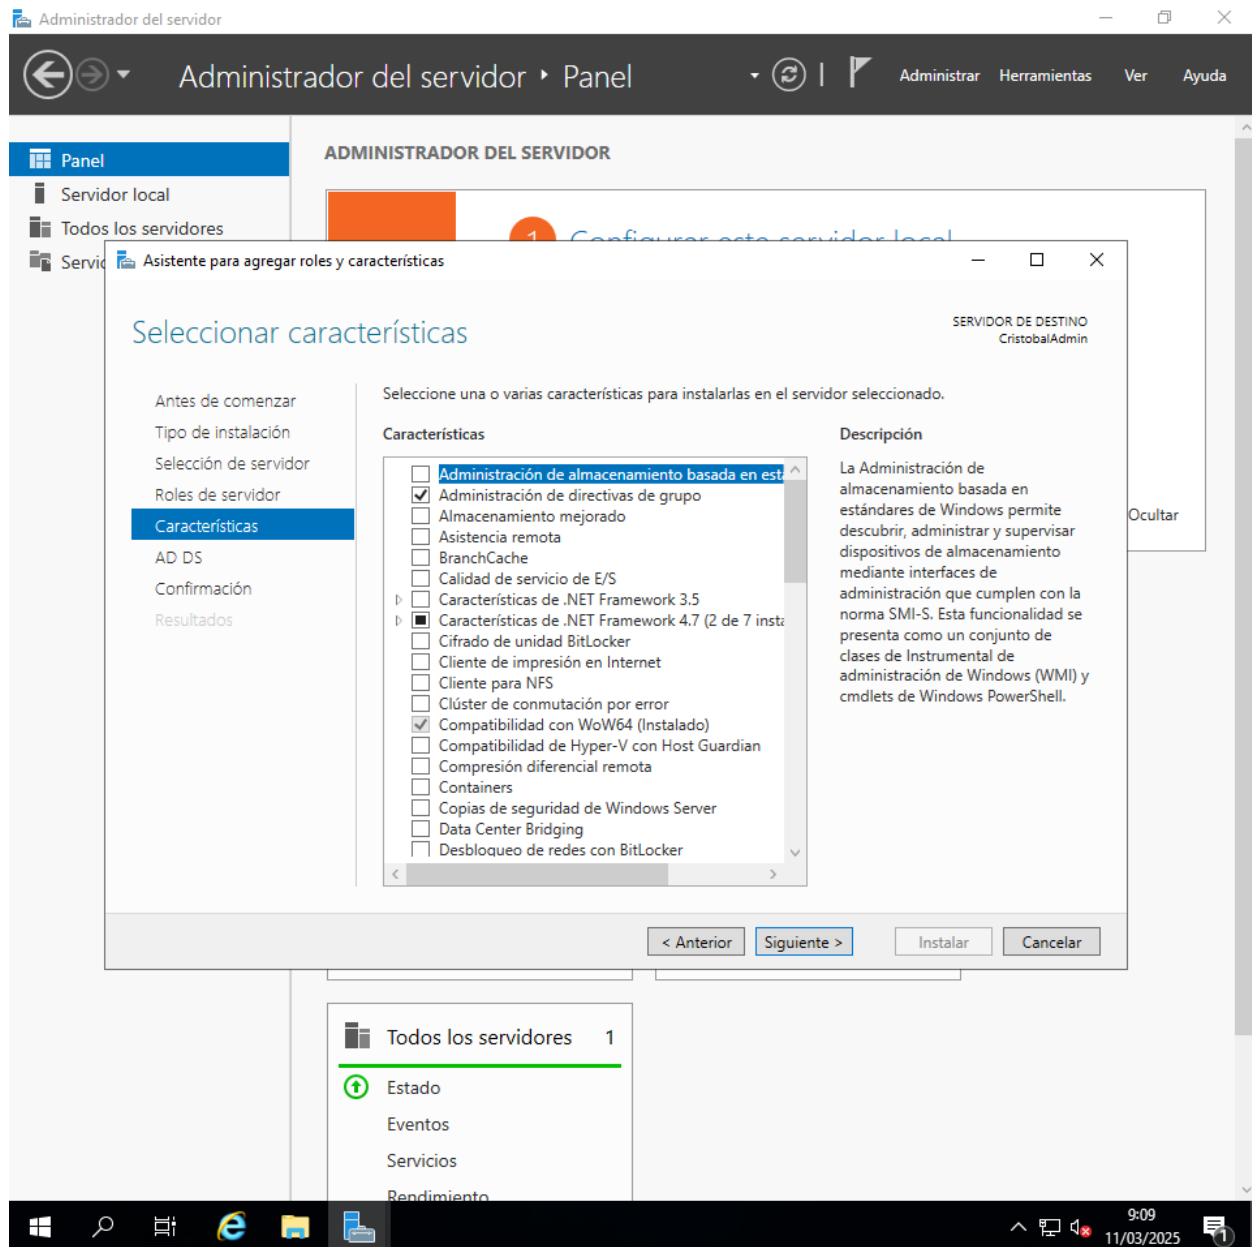 Administrador del servidor
Administrador del servidor ‣ Panel
Administrar Herramientas Ver Ayuda
Panel
Servidor local
Todos los servidores
Servic
ADMINISTRADOR DEL SERVIDOR
1 Configurar este servidor local
Asistente para agregar roles y características
Seleccionar características
SERVIDOR DE DESTINO
CristobalAdmin
Antes de comenzar
Tipo de instalación
Selección de servidor
Roles de servidor
Características
AD DS
Confirmación
Resultados
Seleccione una o varias características para instalarlas en el servidor seleccionado.
Características
Administración de almacenamiento basada en está
Administración de directivas de grupo
Almacenamiento mejorado
Asistencia remota
BranchCache
Calidad de servicio de E/S
Características de .NET Framework 3.5
Características de .NET Framework 4.7 (2 de 7 insta
Cifrado de unidad BitLocker
Cliente de impresión en Internet
Cliente para NFS
Clúster de conmutación por error
Compatibilidad con WoW64 (Instalado)
Compatibilidad de Hyper-V con Host Guardian
Compresión diferencial remota
Containers
Copias de seguridad de Windows Server
Data Center Bridging
Desbloqueo de redes con BitLocker
Descripción
La Administración de
almacenamiento basada en
estándares de Windows permite
descubrir, administrar y supervisar
dispositivos de almacenamiento
mediante interfaces de
administración que cumplen con la
norma SMI-S. Esta funcionalidad se
presenta como un conjunto de
clases de Instrumental de
administración de Windows (WMI) y
cmdlets de Windows PowerShell.
Ocultar
< Anterior
Siguiente >
Instalar
Cancelar
Todos los servidores 1
Estado
Eventos
Servicios
Rendimiento
9:09
11/03/2025
1